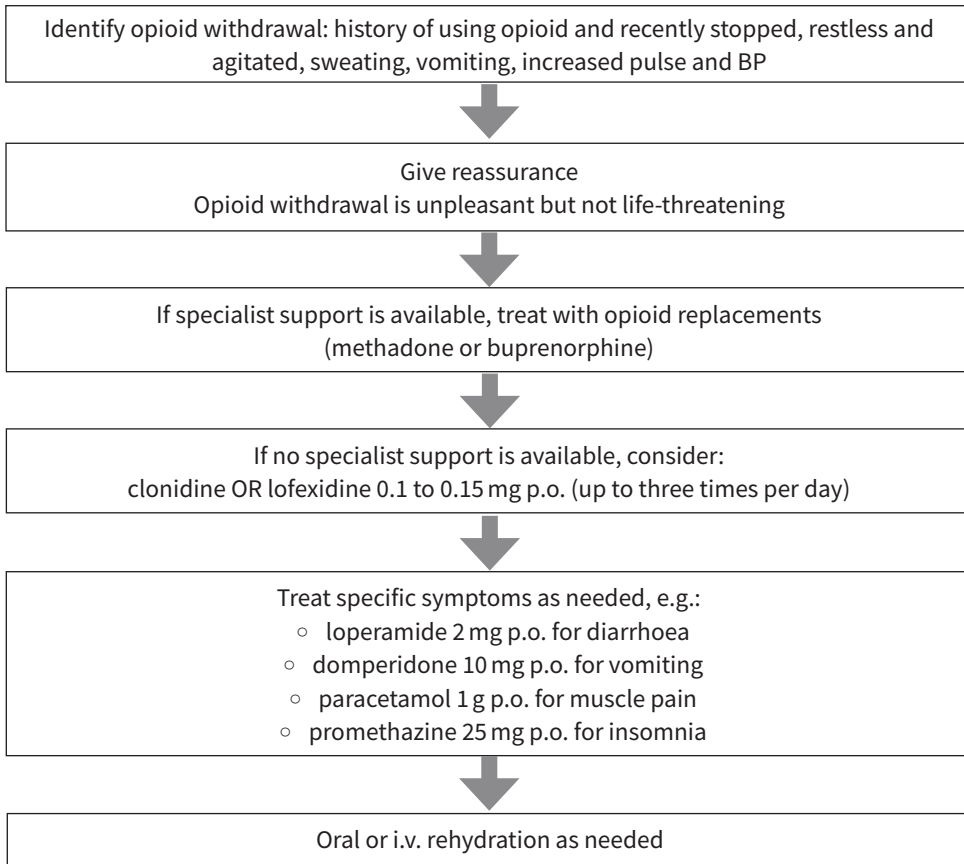 Identify opioid withdrawal: history of using opioid and recently stopped, restless and
agitated, sweating, vomiting, increased pulse and BP
Give reassurance
Opioid withdrawal is unpleasant but not life-threatening
If specialist support is available, treat with opioid replacements
(methadone or buprenorphine)
If no specialist support is available, consider:
clonidine OR lofexidine 0.1 to 0.15 mg p.o. (up to three times per day)
Treat specific symptoms as needed, e.g.:
○ loperamide 2 mg p.o. for diarrhoea
○ domperidone 10 mg p.o. for vomiting
○ paracetamol 1 g p.o. for muscle pain
○ promethazine 25 mg p.o. for insomnia
Oral or i.v. rehydration as needed